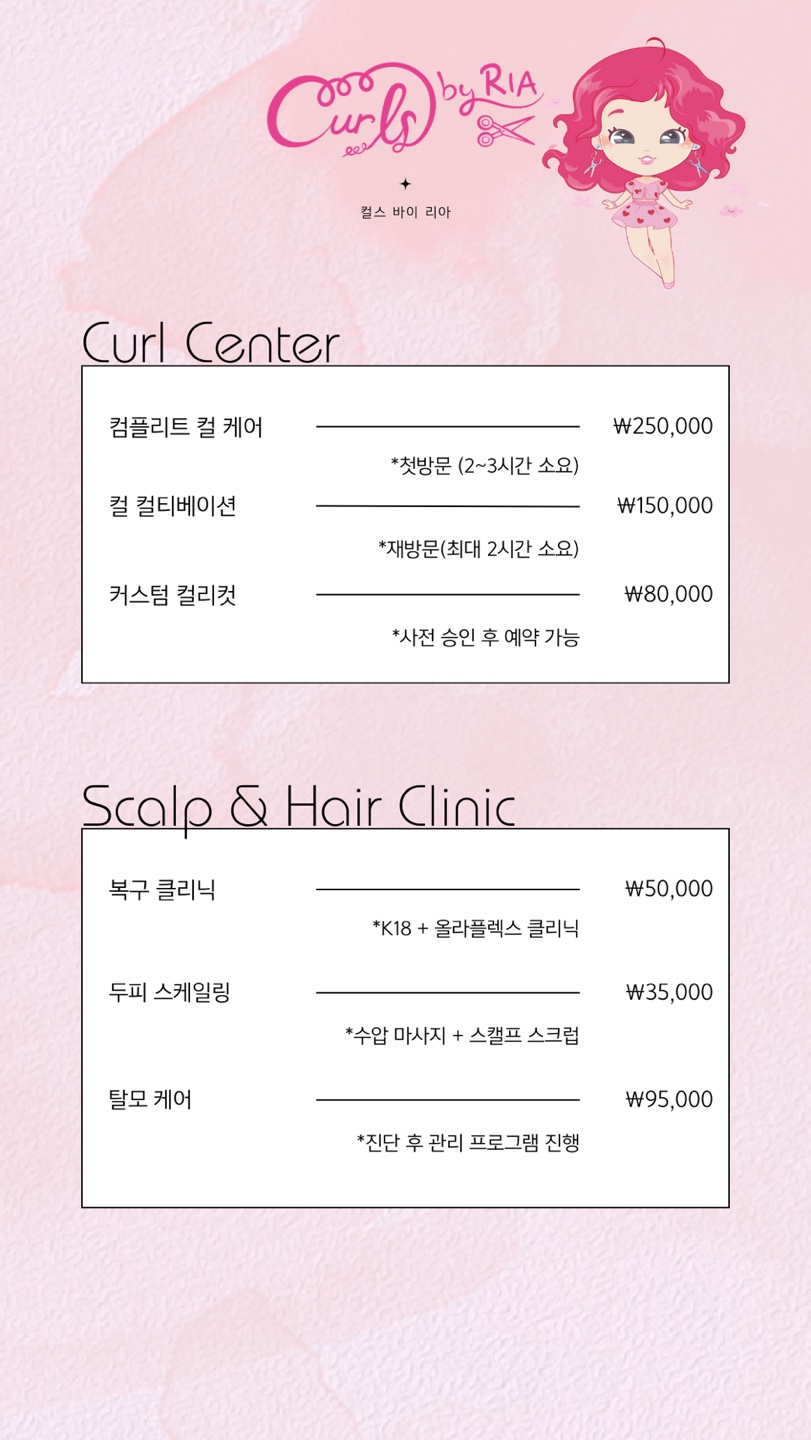 Curls by RIA
컬스 바이 리아
Curl Center
컴플리트 컬 케어 ₩250,000
*첫방문 (2~3시간 소요)
컬 컬티베이션 ₩150,000
*재방문(최대 2시간 소요)
커스텀 컬리컷 ₩80,000
*사전 승인 후 예약 가능
Scalp & Hair Clinic
복구 클리닉 ₩50,000
*K18 + 올라플렉스 클리닉
두피 스케일링 ₩35,000
*수압 마사지 + 스캘프 스크럽
탈모 케어 ₩95,000
*진단 후 관리 프로그램 진행